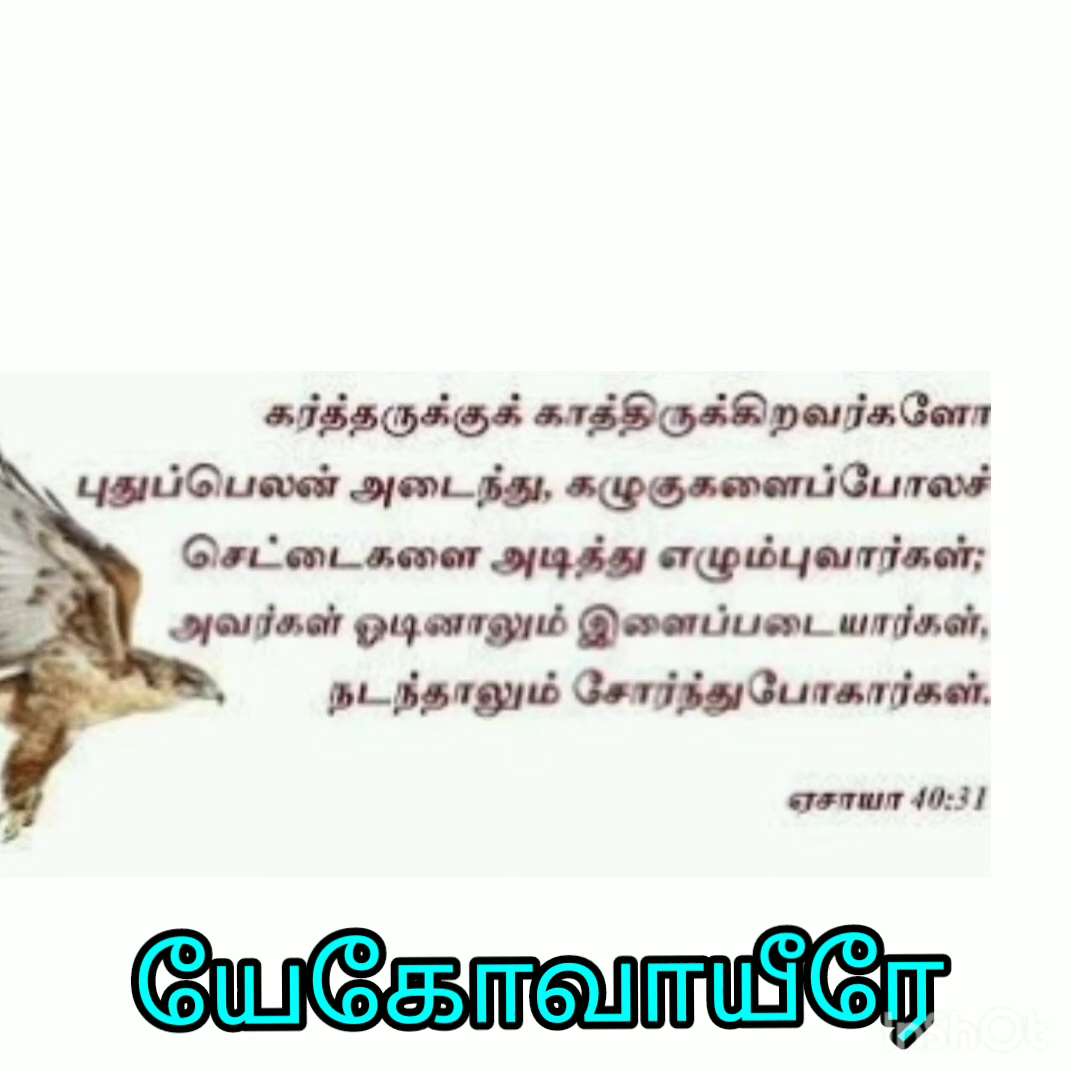 கர்த்தருக்குக் காத்திருக்கிறவர்களோ
புதுப்பெலன் அடைந்து, கழுகுகளைப்போலச்
செட்டைகளை அடித்து எழும்புவார்கள்;
அவர்கள் ஓடினாலும் இளைப்படையார்கள்,
நடந்தாலும் சோர்ந்துபோகார்கள்.
ஏசாயா 40:31
யேகோவாயீரே
InshOt